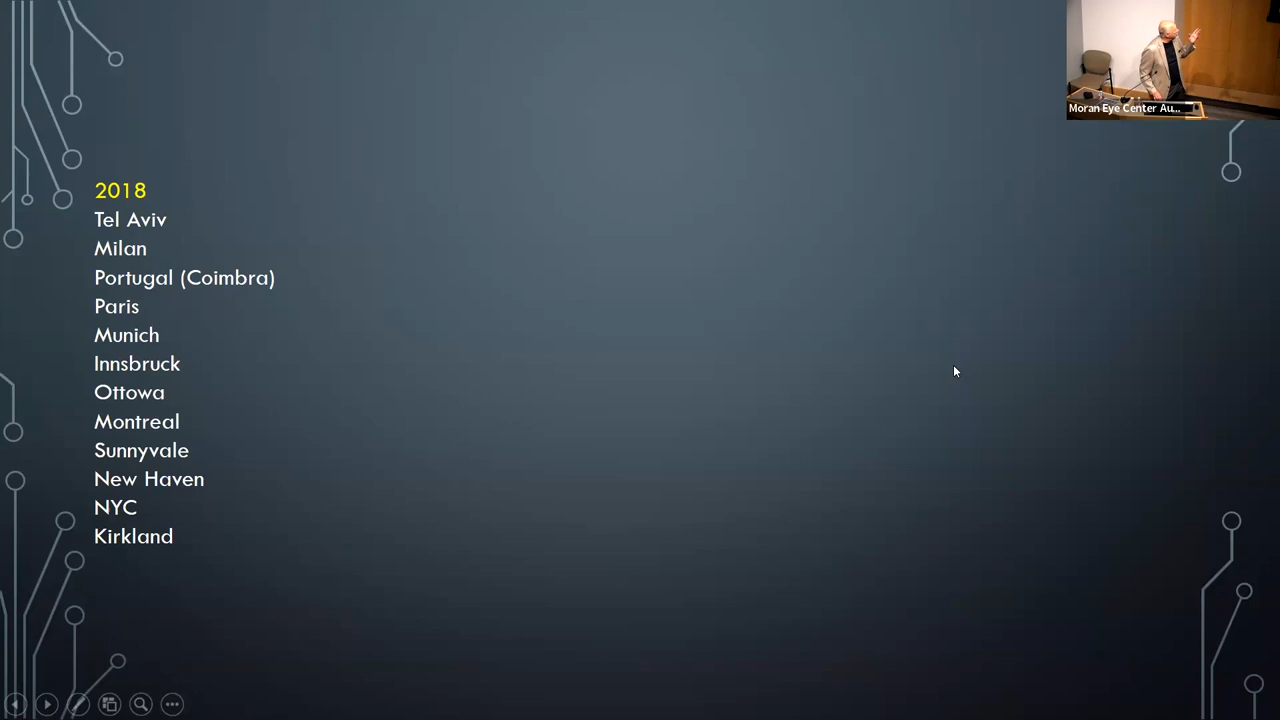 Moran Eye Center Au...
2018
Tel Aviv
Milan
Portugal (Coimbra)
Paris
Munich
Innsbruck
Ottowa
Montreal
Sunnyvale
New Haven
NYC
Kirkland